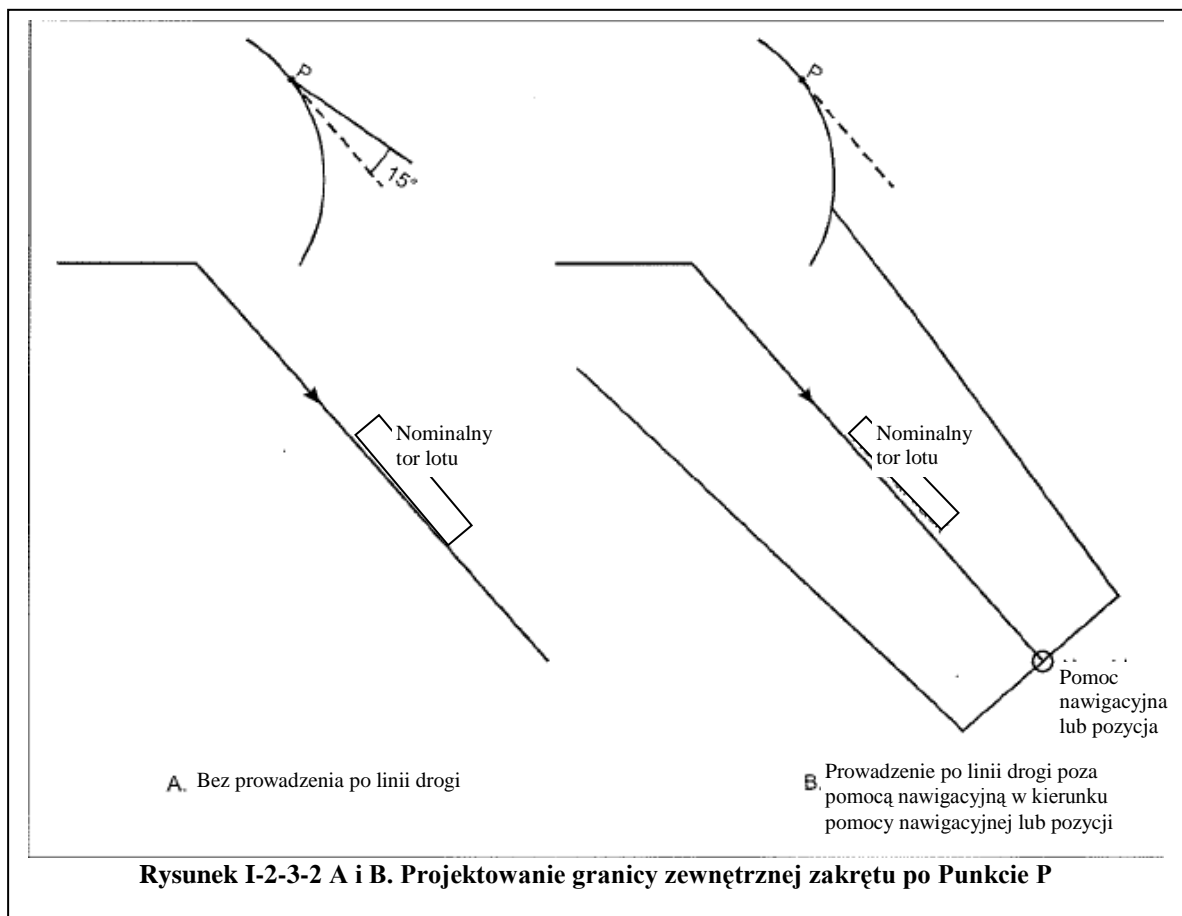 P
15°
Nominalny
tor lotu
A. Bez prowadzenia po linii drogi
P
Nominalny
tor lotu
Pomoc
nawigacyjna
lub pozycja
B. Prowadzenie po linii drogi poza
pomocą nawigacyjną w kierunku
pomocy nawigacyjnej lub pozycji
Rysunek I-2-3-2 A i B. Projektowanie granicy zewnętrznej zakrętu po Punkcie P